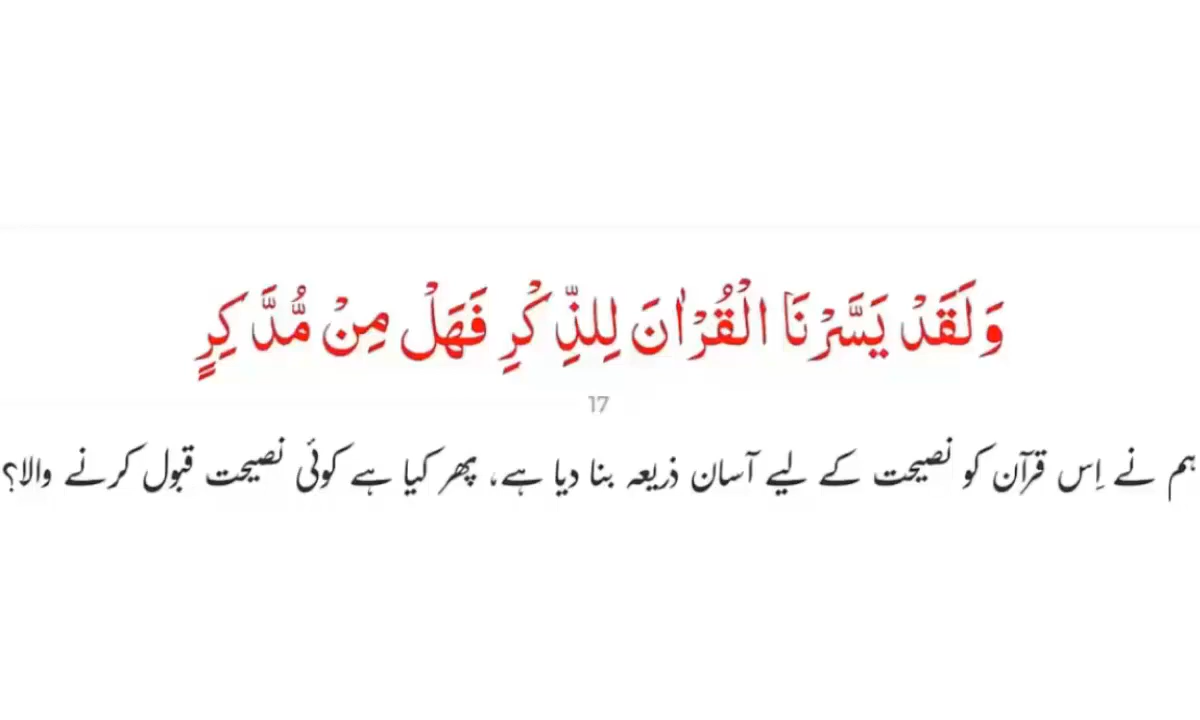 وَلَقَدْ يَسَّرْنَا الْقُرْاٰنَ لِلذِّكْرِ فَهَلْ مِنْ مُّدَّكِرٍ
17
ہم نے اِس قرآن کو نصیحت کے لیے آسان ذریعہ بنا دیا ہے، پھر کیا ہے کوئی نصیحت قبول کرنے والا؟